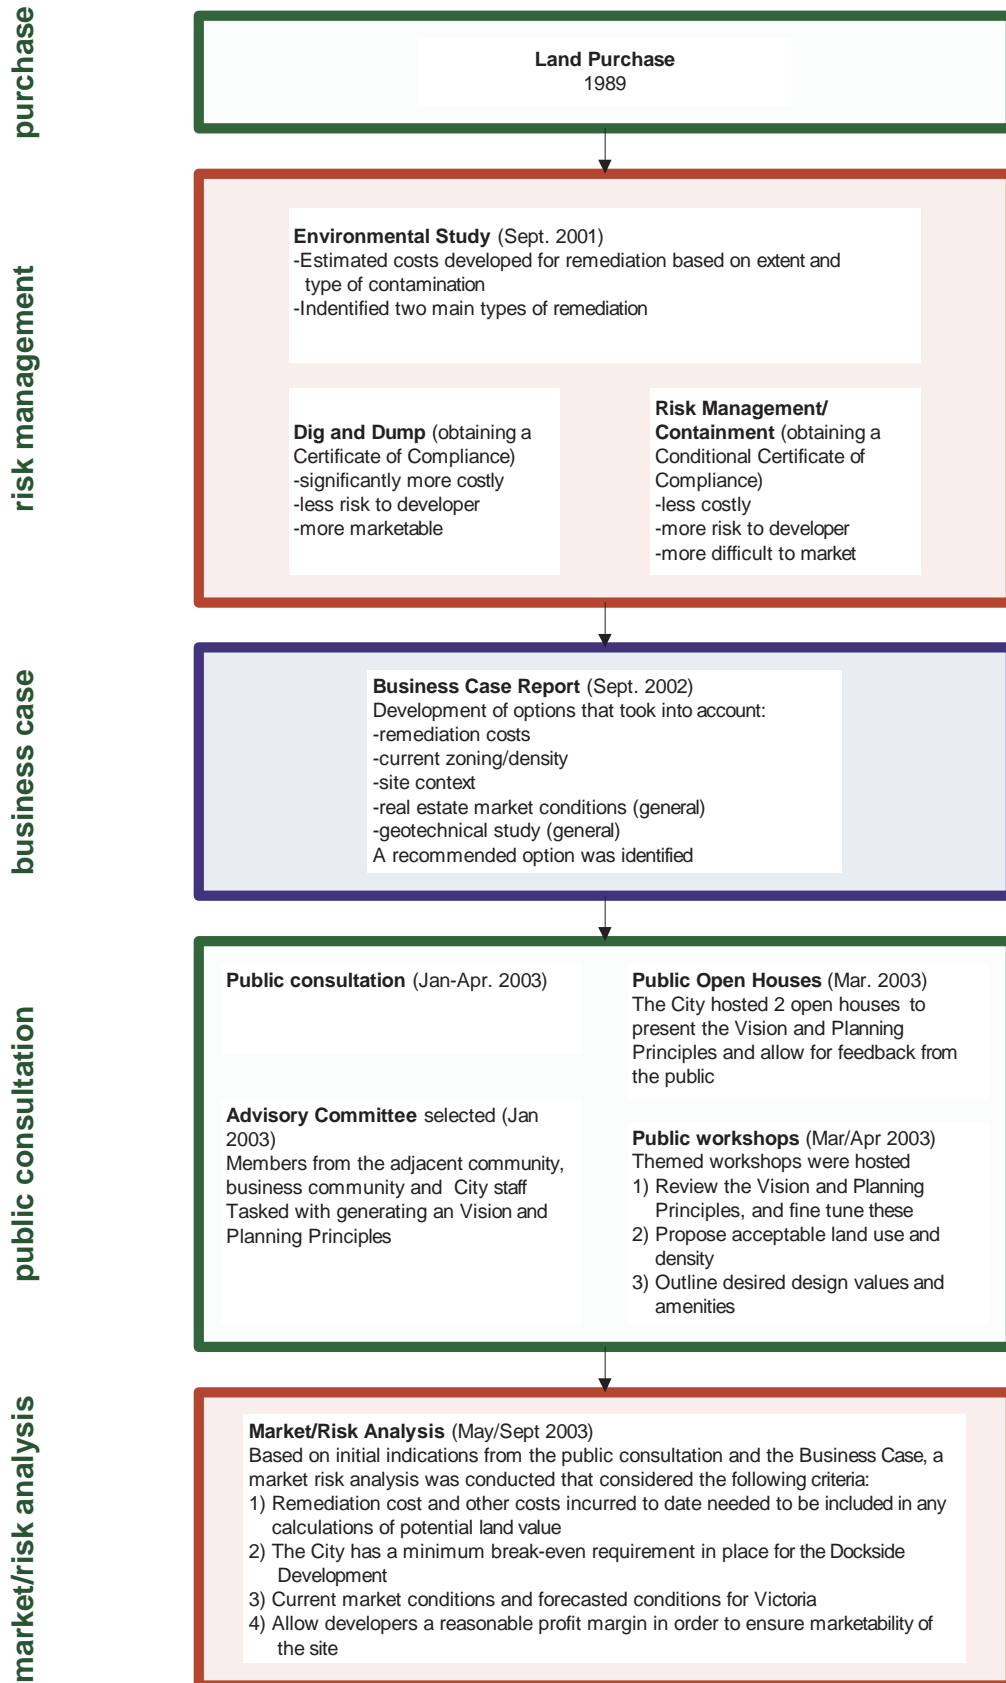 purchase
Land Purchase
1989
risk management
Environmental Study (Sept. 2001)
-Estimated costs developed for remediation based on extent and
type of contamination
-Indentified two main types of remediation
Dig and Dump (obtaining a
Certificate of Compliance)
-significantly more costly
-less risk to developer
-more marketable
Risk Management/
Containment (obtaining a
Conditional Certificate of
Compliance)
-less costly
-more risk to developer
-more difficult to market
business case
Business Case Report (Sept. 2002)
Development of options that took into account:
-remediation costs
-current zoning/density
-site context
-real estate market conditions (general)
-geotechnical study (general)
A recommended option was identified
public consultation
Public consultation (Jan-Apr. 2003)
Advisory Committee selected (Jan
2003)
Members from the adjacent community,
business community and City staff
Tasked with generating an Vision and
Planning Principles
Public Open Houses (Mar. 2003)
The City hosted 2 open houses to
present the Vision and Planning
Principles and allow for feedback from
the public
Public workshops (Mar/Apr 2003)
Themed workshops were hosted
1) Review the Vision and Planning
Principles, and fine tune these
2) Propose acceptable land use and
density
3) Outline desired design values and
amenities
market/risk analysis
Market/Risk Analysis (May/Sept 2003)
Based on initial indications from the public consultation and the Business Case, a
market risk analysis was conducted that considered the following criteria:
1) Remediation cost and other costs incurred to date needed to be included in any
calculations of potential land value
2) The City has a minimum break-even requirement in place for the Dockside
Development
3) Current market conditions and forecasted conditions for Victoria
4) Allow developers a reasonable profit margin in order to ensure marketability of
the site